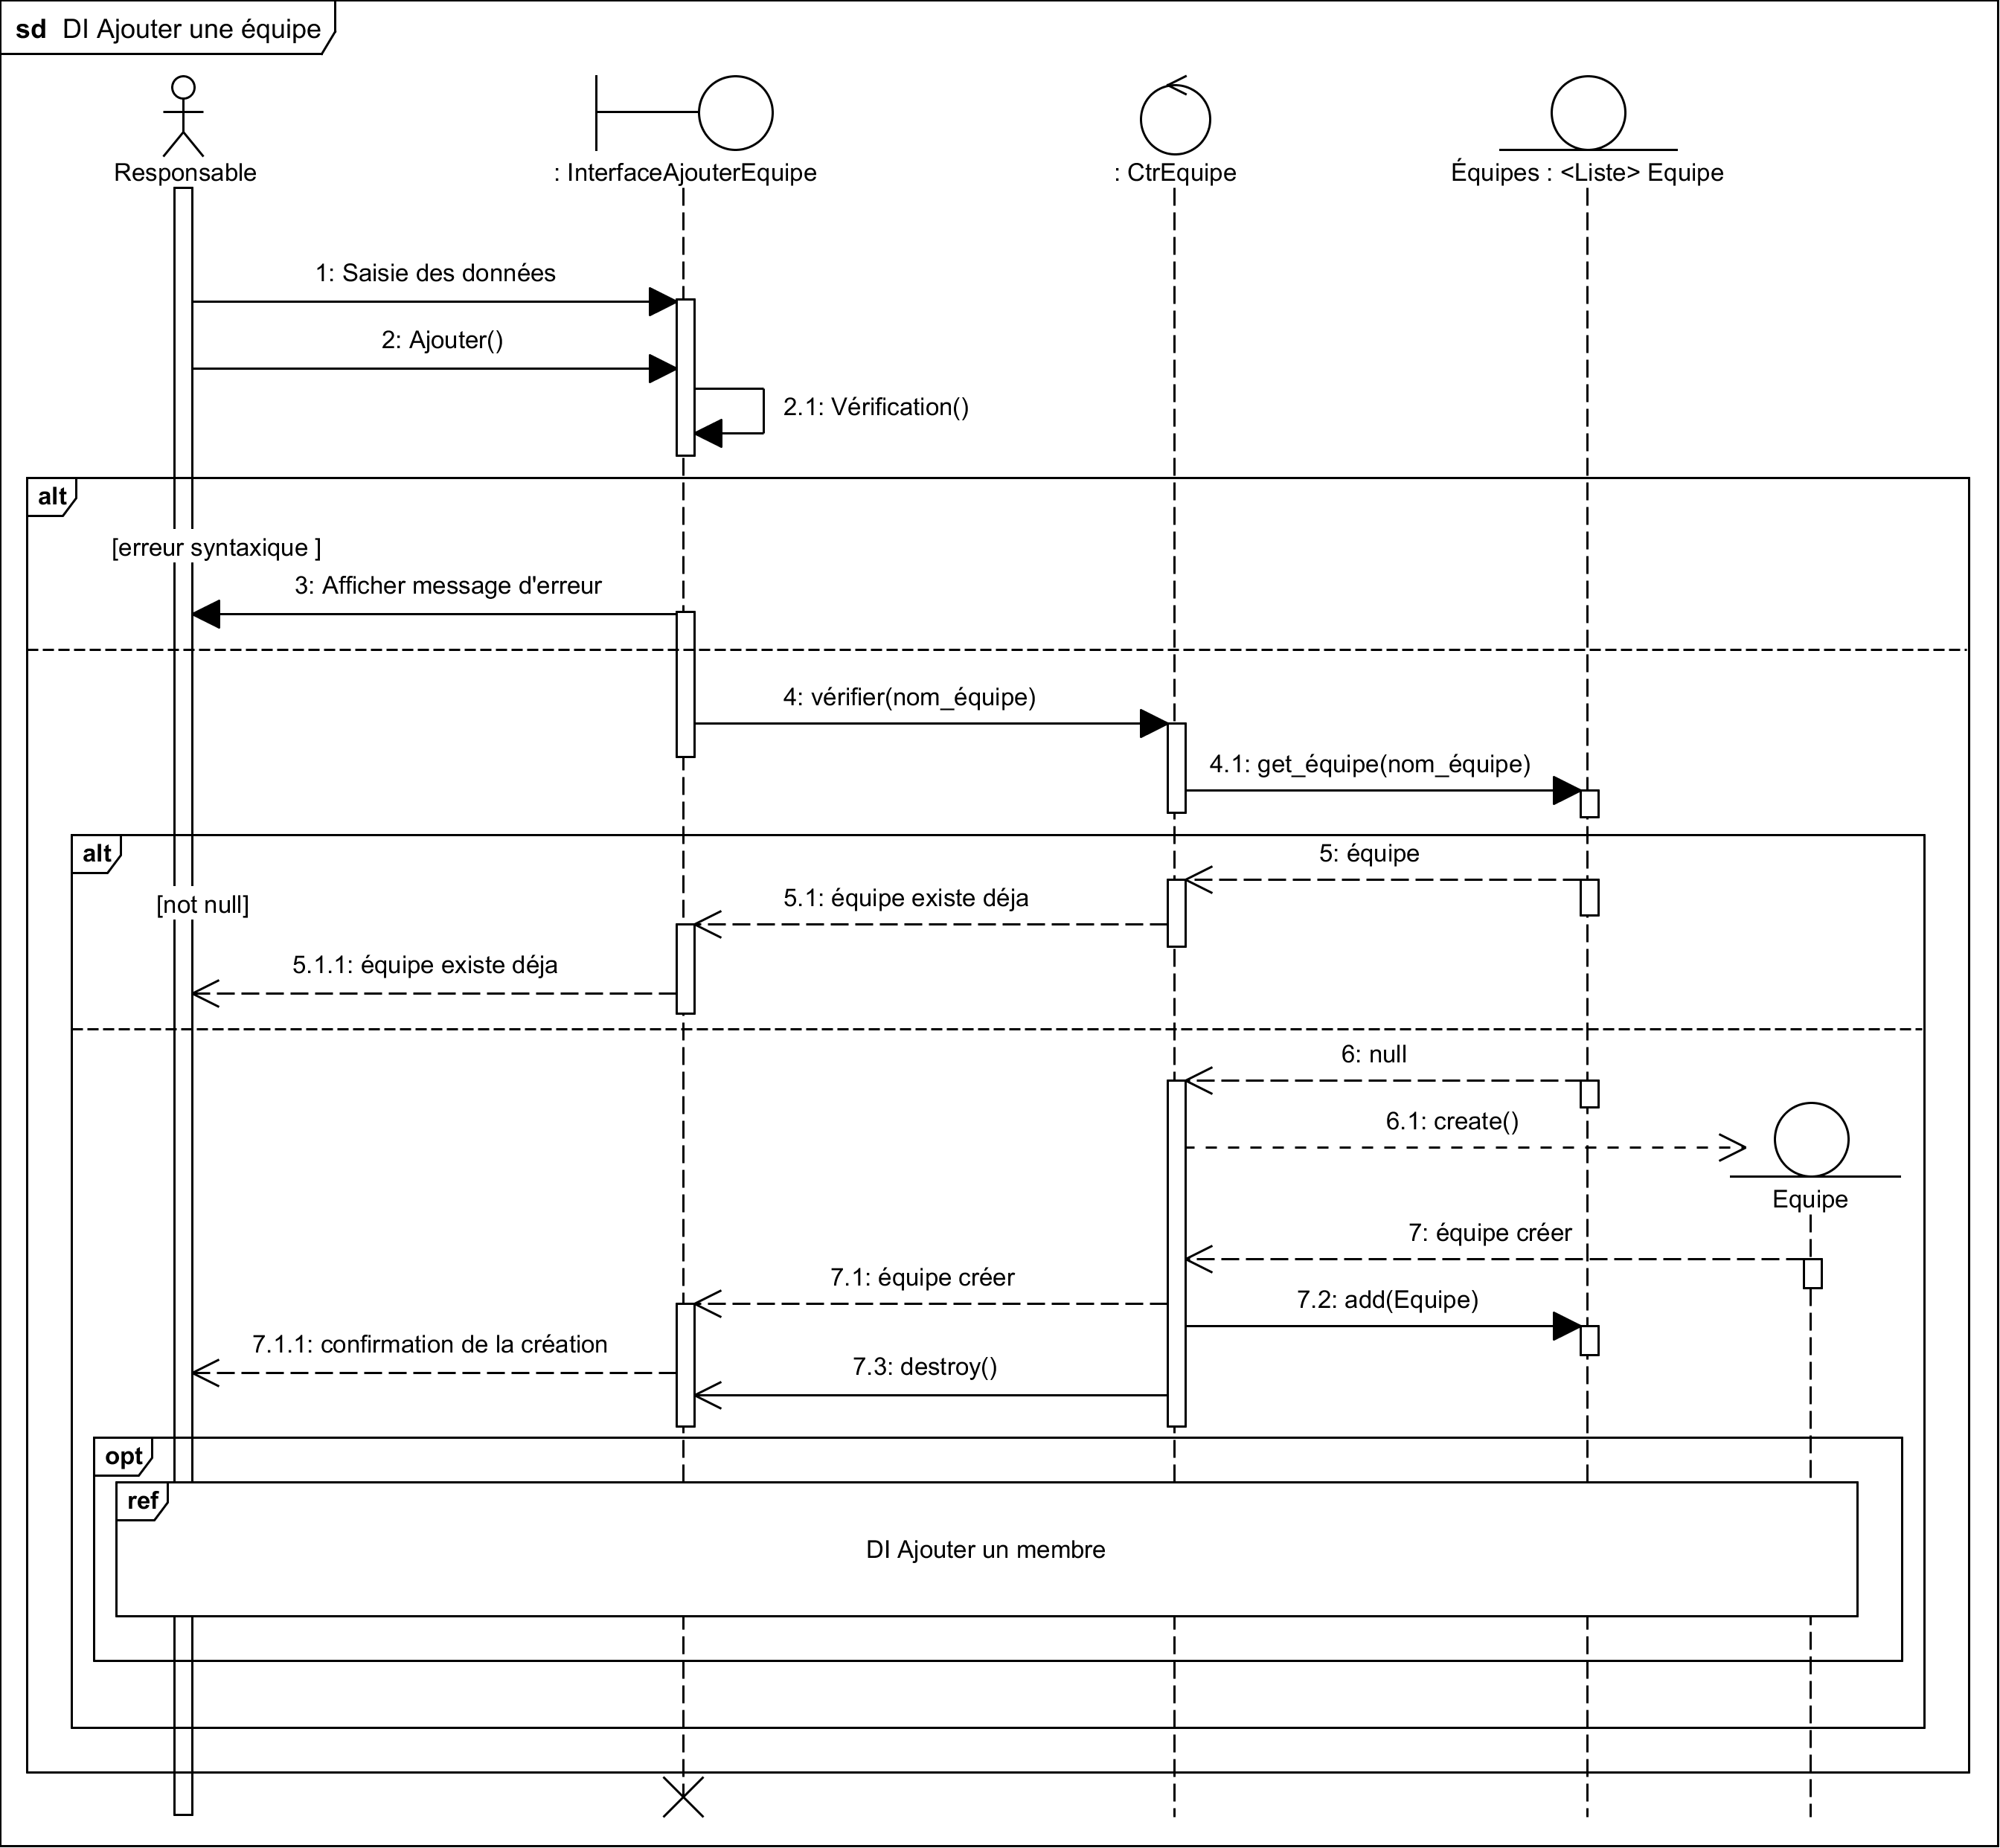 sd DI Ajouter une équipe
Responsable
: InterfaceAjouterEquipe
: CtrEquipe
Équipes : <Liste> Equipe
1: Saisie des données
2: Ajouter()
2.1: Vérification()
alt
[erreur syntaxique ]
3: Afficher message d'erreur
4: vérifier(nom_équipe)
4.1: get_équipe(nom_équipe)
alt
5: équipe
[not null]
5.1: équipe existe déja
5.1.1: équipe existe déja
6: null
6.1: create()
Equipe
7: équipe créer
7.1: équipe créer
7.2: add(Equipe)
7.1.1: confirmation de la création
7.3: destroy()
opt
ref
DI Ajouter un membre